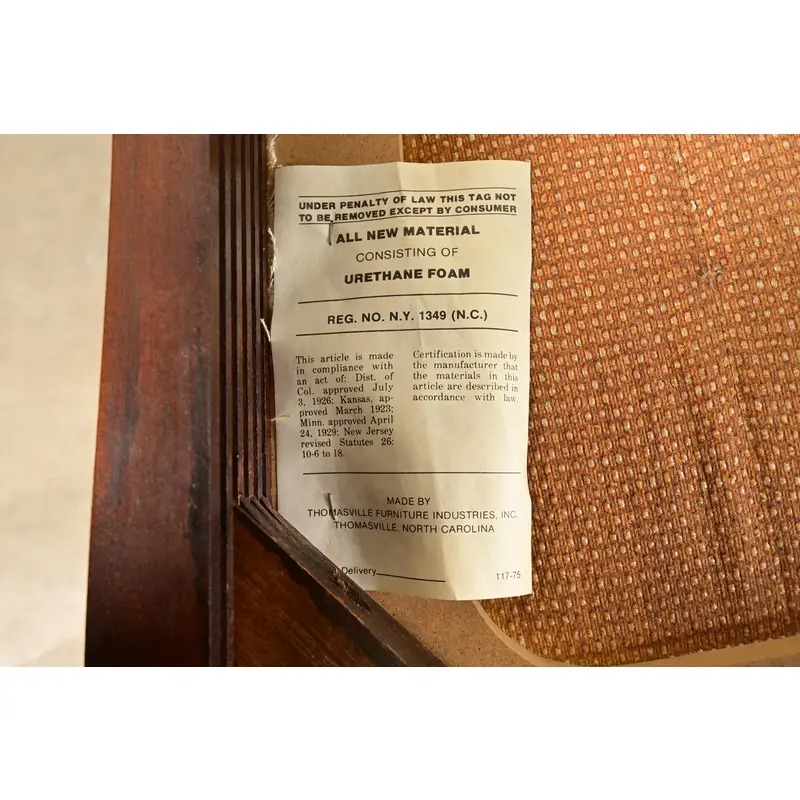 UNDER PENALTY OF LAW THIS TAG NOT
TO BE REMOVED EXCEPT BY CONSUMER
ALL NEW MATERIAL
CONSISTING OF
URETHANE FOAM
REG. NO. N.Y. 1349 (N.C.)
This article is made
in compliance with
an act of: Dist. of
Col. approved July
3, 1926; Kansas, ap-
proved March 1923;
Minn. approved April
24, 1929; New Jersey
revised Statutes 26:
10-6 to 18.
Certification is made by
the manufacturer that
the materials in this
article are described in
accordance with law.
MADE BY
THOMASVILLE FURNITURE INDUSTRIES, INC.
THOMASVILLE, NORTH CAROLINA
Delivery
117-75